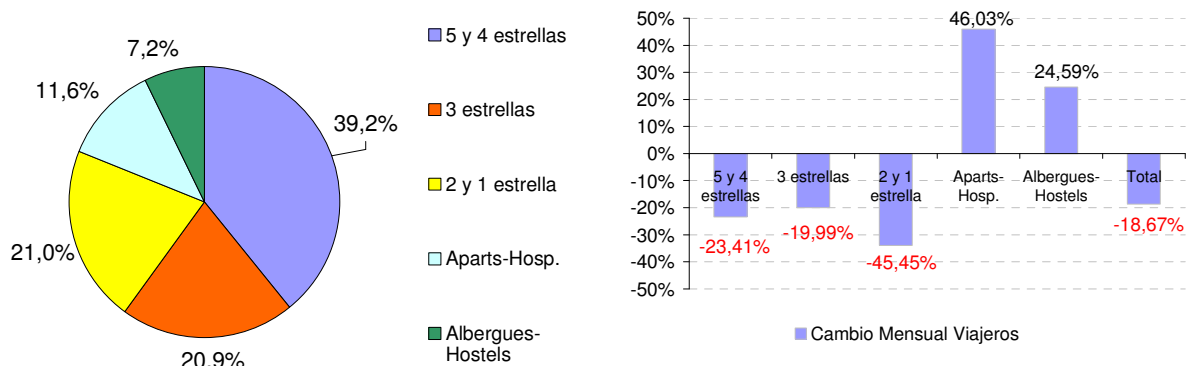 7,2%
11,6%
39,2%
21,0%
20,9%
5 y 4 estrellas
3 estrellas
2 y 1 estrella
Aparts-Hosp.
Albergues-
Hostels
50%
40%
30%
20%
10%
0%
-10%
-20%
-30%
-40%
-50%
46,03%
24,59%
5 y 4
estrellas
3 estrellas
2 y 1
estrella
Aparts-
Hosp.
Albergues-
Hostels
Total
-23,41%
-19,99%
-45,45%
-18,67%
Cambio Mensual Viajeros